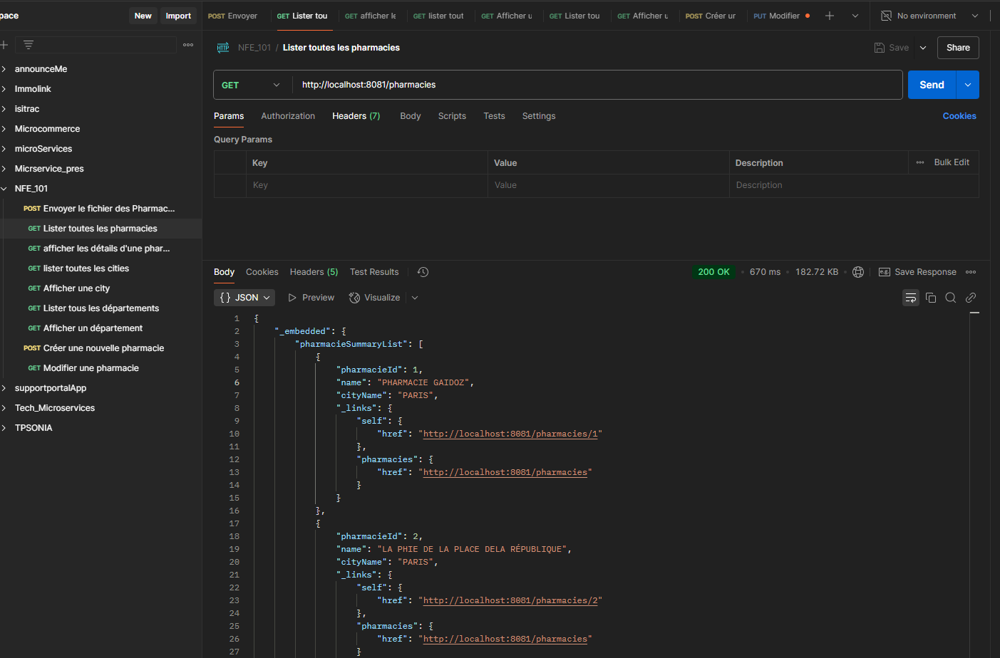 pace
New
Import
announceMe
Immolink
isitrac
Microcommerce
microServices
Micrservice_pres
NFE_101
POST Envoyer le fichier des Pharmac...
GET Lister toutes les pharmacies
GET afficher les détails d'une phar...
GET lister toutes les cities
GET Afficher une city
GET Lister tous les départements
GET Afficher un département
POST Créer une nouvelle pharmacie
GET Modifier une pharmacie
supportportalApp
Tech_Microservices
TPSONIA
POST Envoyer
GET Lister tou
GET afficher le
GET lister tout
GET Afficher u
GET Lister tou
GET Afficher u
POST Créer ur
PUT Modifier
No environment
HTTP NFE_101 / Lister toutes les pharmacies
Save
Share
GET http://localhost:8081/pharmacies
Send
Params Authorization Headers (7) Body Scripts Tests Settings
Cookies
Query Params
Key Value Description Bulk Edit
Key Value Description
Body Cookies Headers (5) Test Results
200 OK • 670 ms • 182.72 KB • e.g. Save Response
{} JSON Preview Visualize
1 {
2 "_embedded": {
3 "pharmacieSummaryList": [
4 {
5 "pharmacieId": 1,
6 "name": "PHARMACIE GAIDOZ",
7 "cityName": "PARIS",
8 "_links": {
9 "self": {
10 "href": "http://localhost:8081/pharmacies/1"
11 },
12 "pharmacies": {
13 "href": "http://localhost:8081/pharmacies"
14 }
15 }
16 },
17 {
18 "pharmacieId": 2,
19 "name": "LA PHIE DE LA PLACE DELA RÉPUBLIQUE",
20 "cityName": "PARIS",
21 "_links": {
22 "self": {
23 "href": "http://localhost:8081/pharmacies/2"
24 },
25 "pharmacies": {
26 "href": "http://localhost:8081/pharmacies"
27 }